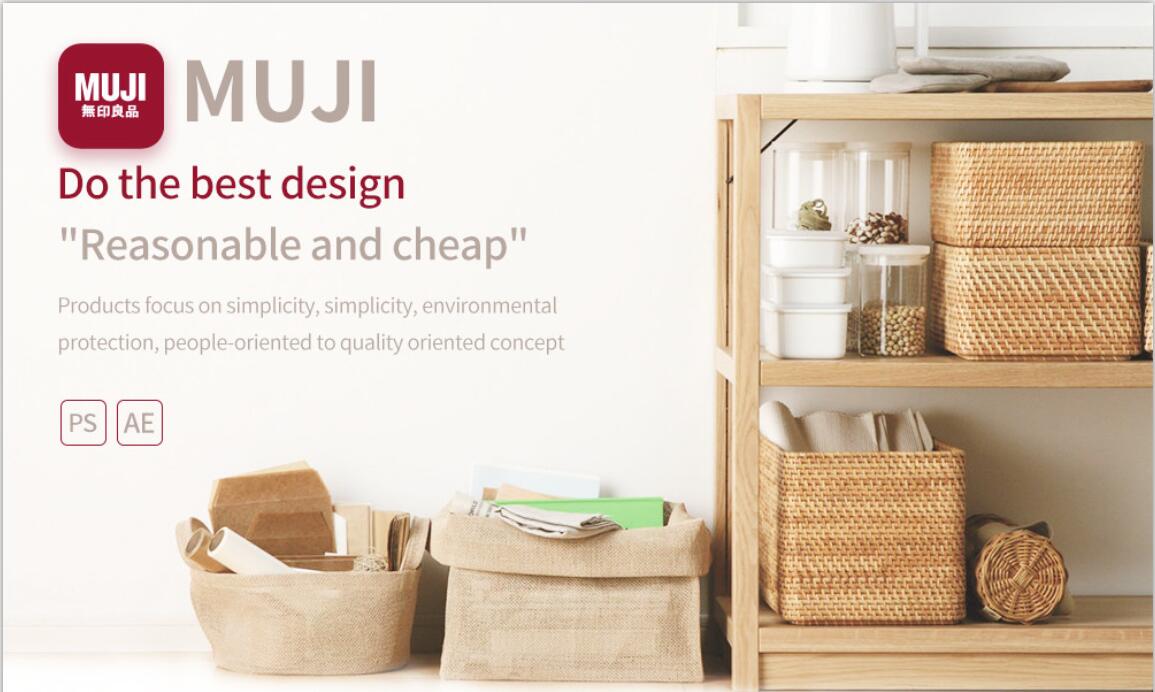 MUJI
無印良品
MUJI
Do the best design
"Reasonable and cheap"
Products focus on simplicity, simplicity, environmental
protection, people-oriented to quality oriented concept
PS AE